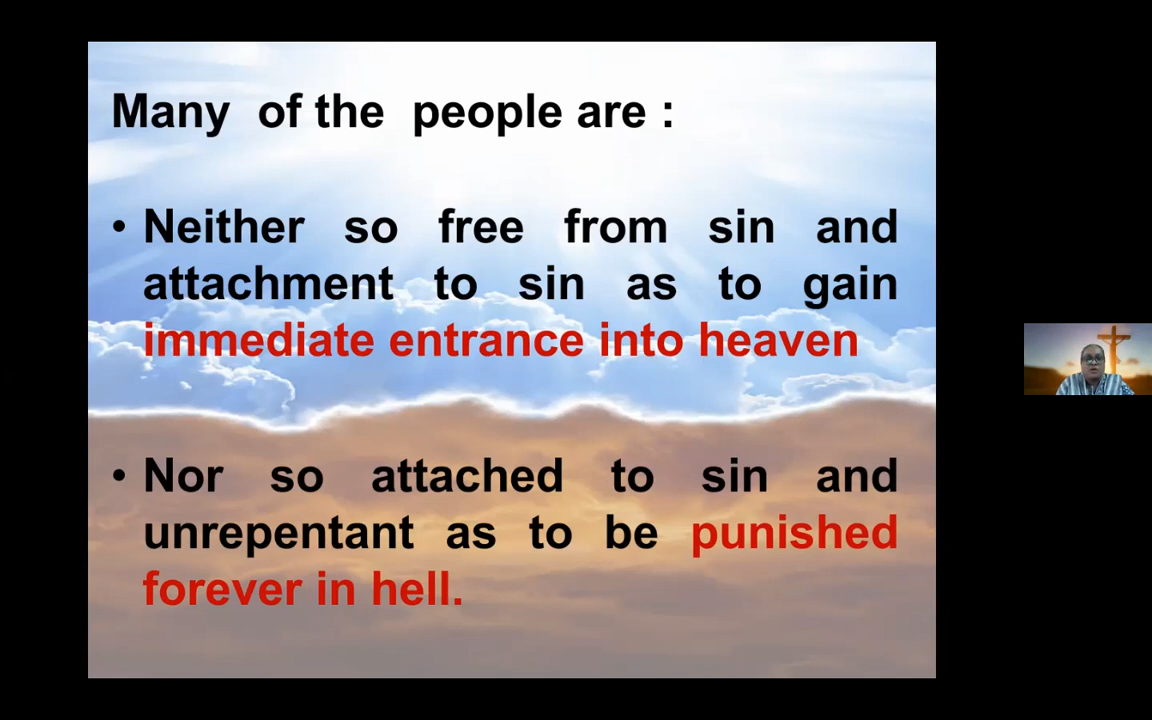 Many of the people are :
• Neither so free from sin and
attachment to sin as to gain
immediate entrance into heaven
• Nor so attached to sin and
unrepentant as to be punished
forever in hell.